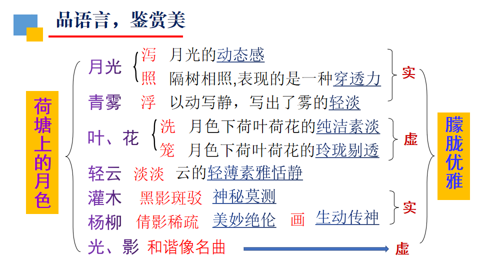 品语言，鉴赏美
荷塘上的月色
月光
泻 月光的动态感
照 隔树相照,表现的是一种穿透力
青雾 浮 以动写静，写出了雾的轻淡
实
叶、花
洗 月色下荷叶荷花的纯洁素淡
笼 月色下荷叶荷花的玲珑剔透
虚
轻云 淡淡 云的轻薄素雅恬静
灌木 黑影斑驳 神秘莫测
杨柳 倩影稀疏 美妙绝伦 画 生动传神
实
光、影 和谐像名曲
虚
朦胧优雅